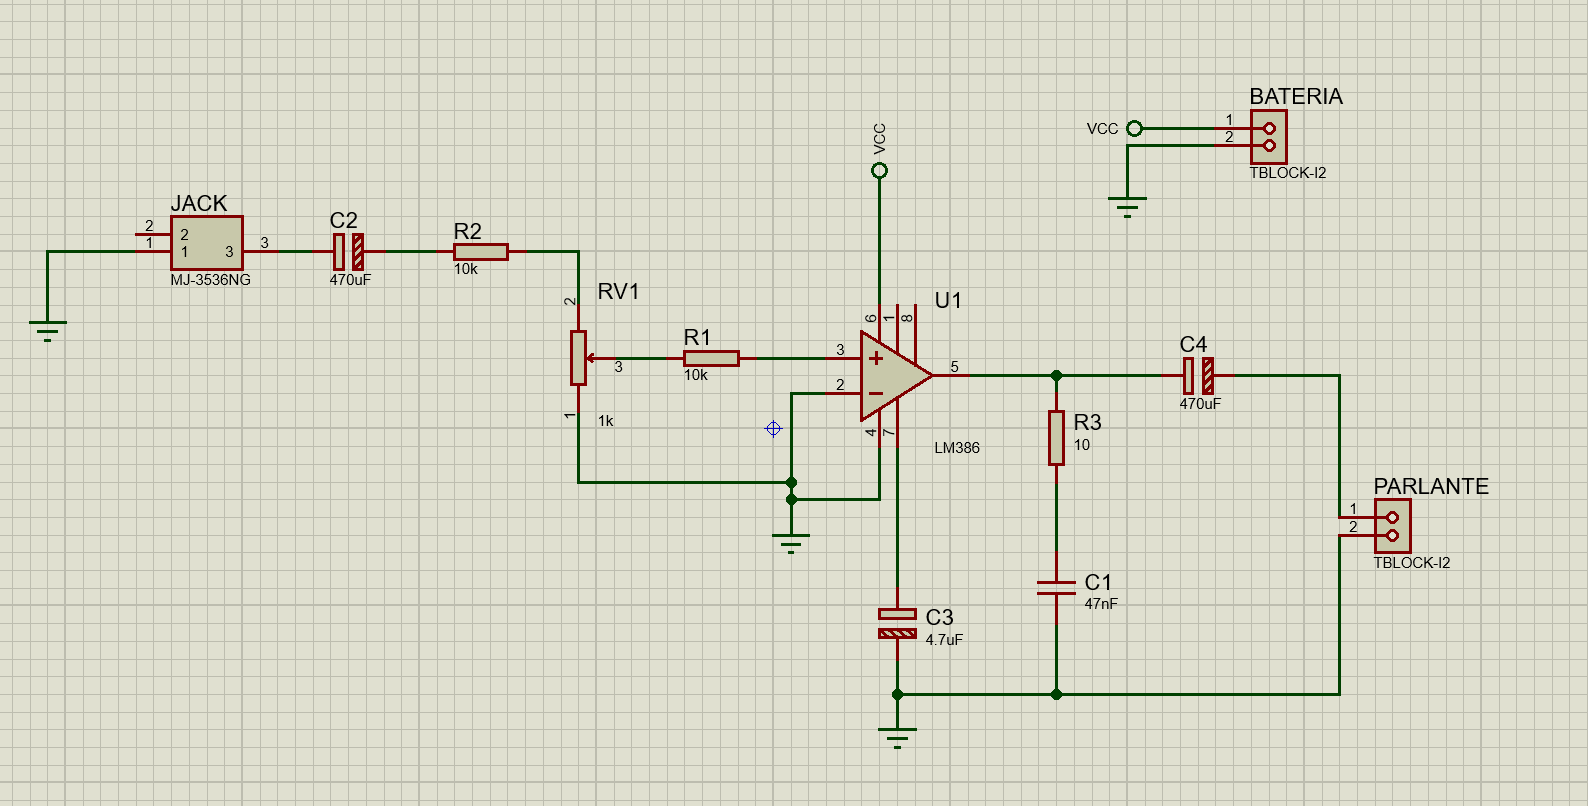 BATERIA
VCC
1
2
TBLOCK-I2
VCC
JACK
2
1
2
1
3
3
MJ-3536NG
C2
470uF
R2
10k
RV1
2
3
1
1k
R1
10k
U1
6
1
8
3
2
5
4
7
LM386
C4
470uF
R3
10
PARLANTE
1
2
TBLOCK-I2
C1
47nF
C3
4.7uF